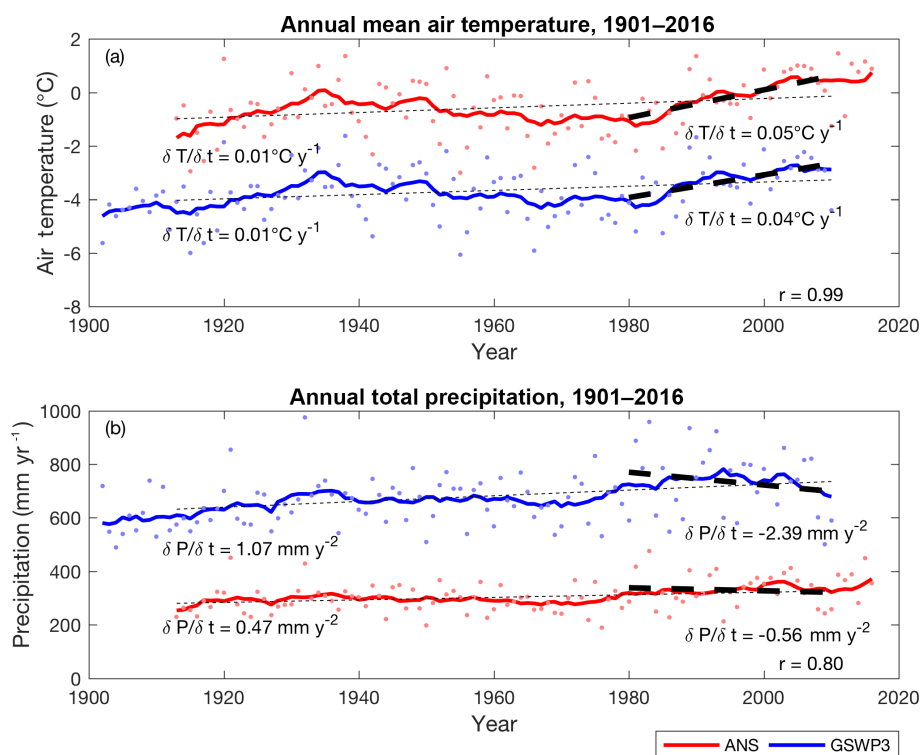 Annual mean air temperature, 1901–2016
(a)
2
0
-2
-4
-6
-8
Air temperature (°C)
δ T/δ t = 0.01°C y-1
δ T/δ t = 0.05°C y-1
δ T/δ t = 0.01°C y-1
δ T/δ t = 0.04°C y-1
r = 0.99
1900 1920 1940 1960 1980 2000 2020
Year
Annual total precipitation, 1901–2016
(b)
1000
800
600
400
200
0
Precipitation (mm yr-1)
δ P/δ t = 1.07 mm y-2
δ P/δ t = -2.39 mm y-2
δ P/δ t = 0.47 mm y-2
δ P/δ t = -0.56 mm y-2
r = 0.80
1900 1920 1940 1960 1980 2000 2020
Year
ANS GSWP3